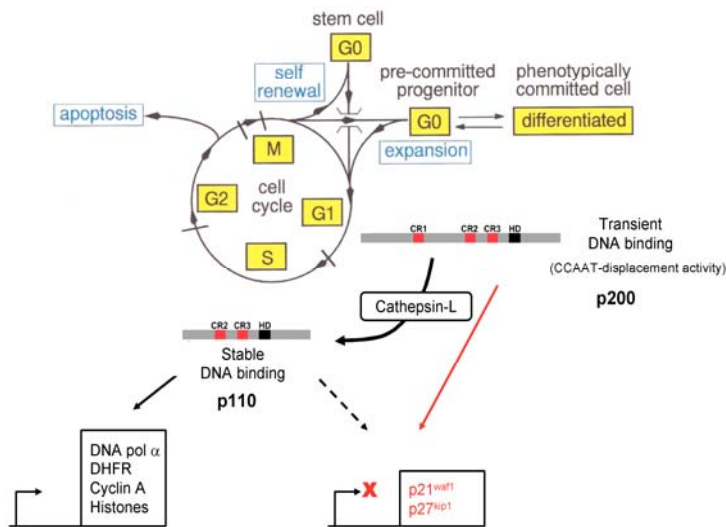 stem cell
G0
self
renewal
pre-committed
progenitor
phenotypically
committed cell
apoptosis
G0
differentiated
expansion
M
G2
cell
cycle
G1
S
CR1 CR2 CR3 HD
Transient
DNA binding
(CCAAT-displacement activity)
p200
Cathepsin-L
CR2 CR3 HD
Stable
DNA binding
p110
DNA pol α
DHFR
Cyclin A
Histones
X
p21waf1
p27kip1